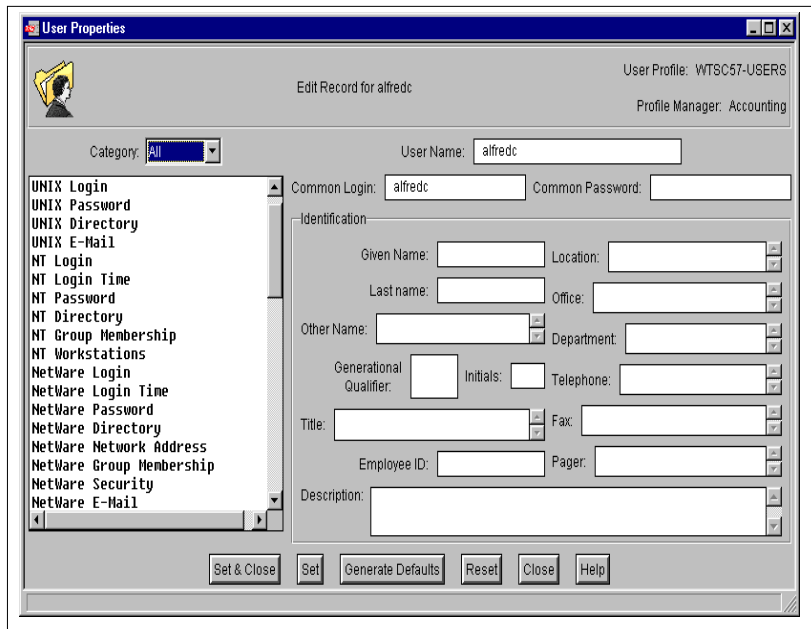 User Properties
Edit Record for alfredc
User Profile: WTSC57-USERS
Profile Manager: Accounting
Category: All
User Name: alfredc
UNIX Login
UNIX Password
UNIX Directory
UNIX E-Mail
NT Login
NT Login Time
NT Password
NT Directory
NT Group Membership
NT Workstations
NetWare Login
NetWare Login Time
NetWare Password
NetWare Directory
NetWare Network Address
NetWare Group Membership
NetWare Security
NetWare E-Mail
Common Login: alfredc
Common Password:
Identification
Given Name:
Location:
Last name:
Office:
Other Name:
Department:
Generational
Qualifier:
Initials:
Telephone:
Title:
Fax:
Employee ID:
Pager:
Description:
Set & Close
Set
Generate Defaults
Reset
Close
Help